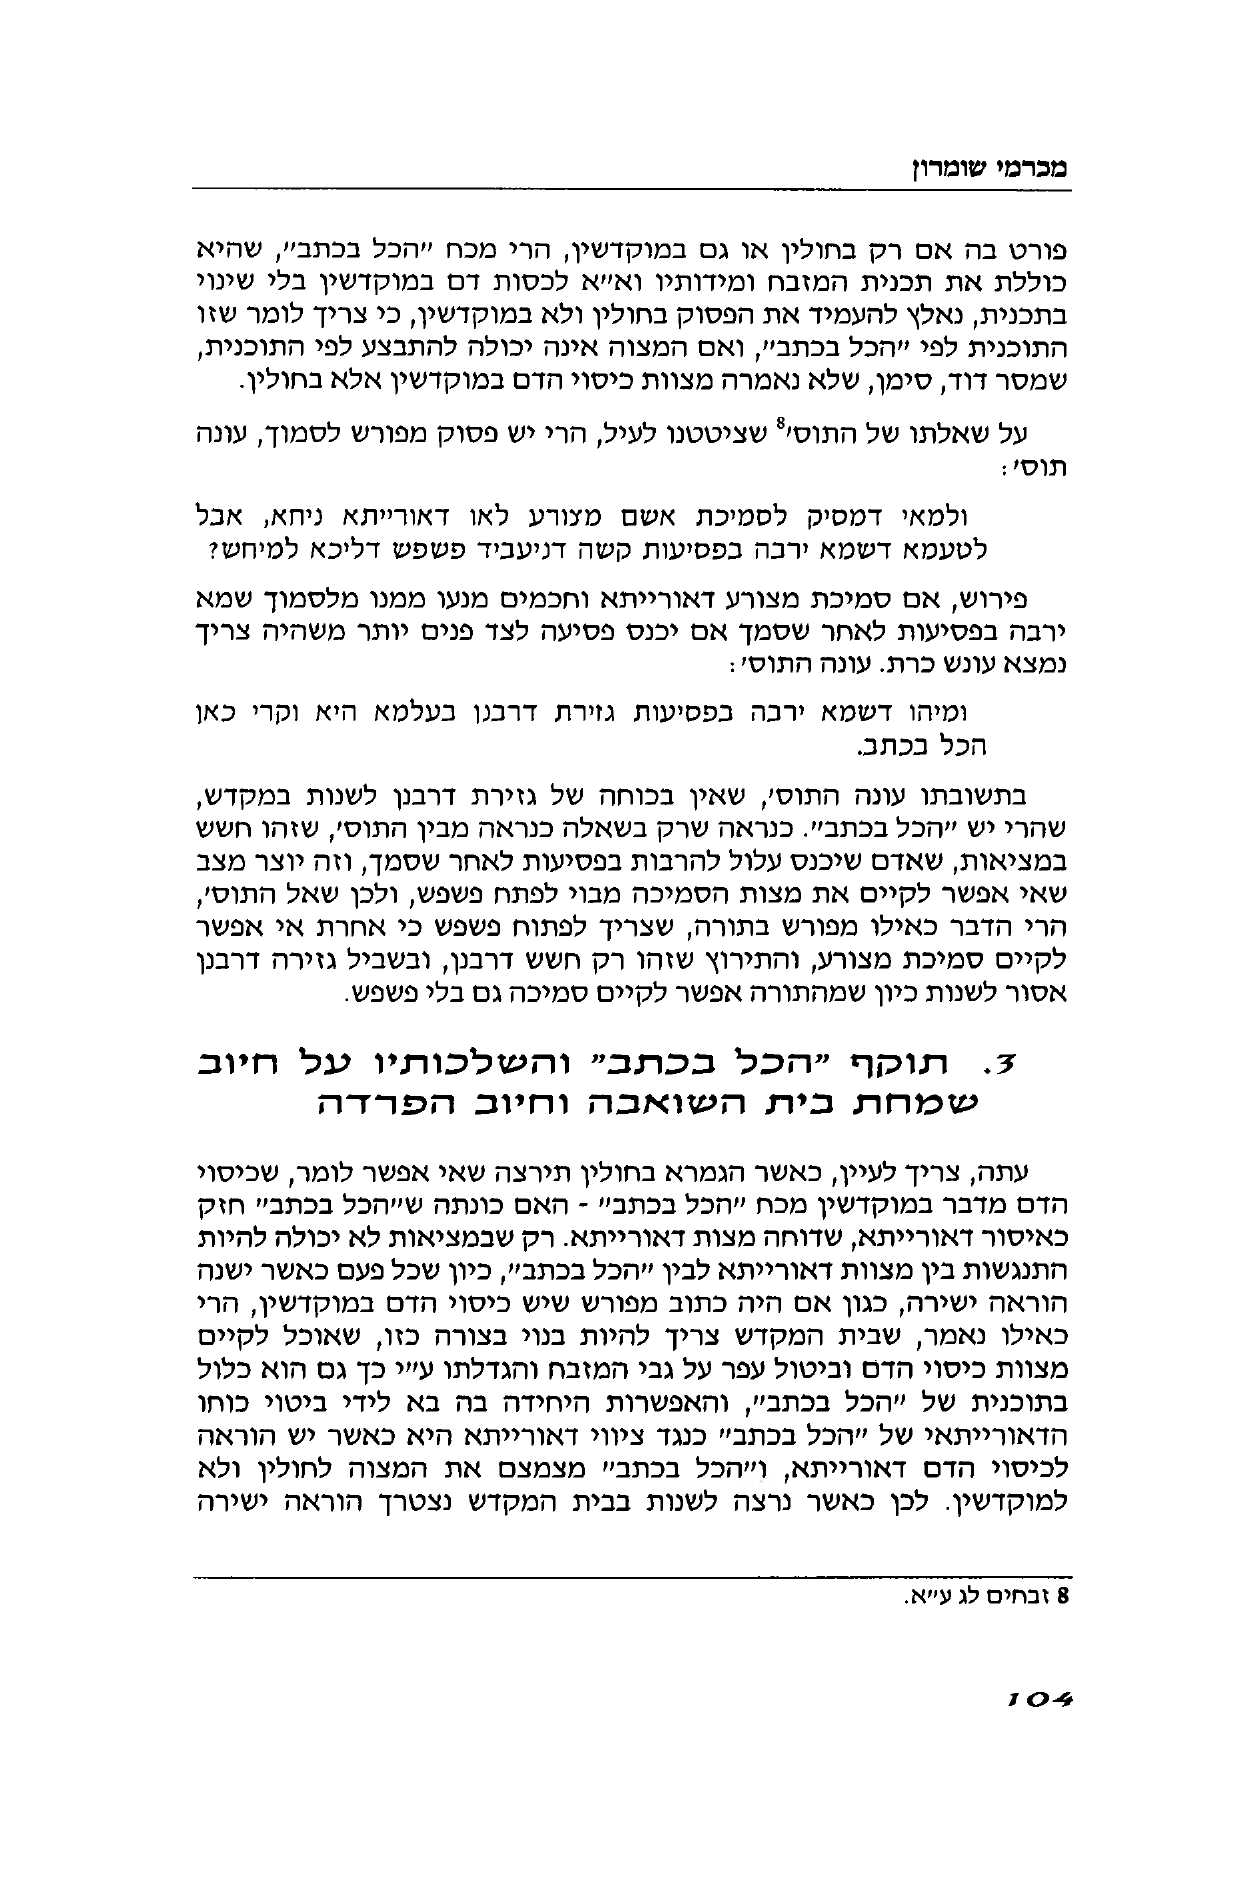 מכרמי שומרון
פורט בה אם רק בחולין או גם במוקדשין, הרי מכח "הכל בכתב", שהיא
כוללת את תכנית המזבח ומידותיו וא"א לכסות דם במוקדשין בלי שינוי
בתכנית, נאלץ להעמיד את הפסוק בחולין ולא במוקדשין, כי צריך לומר שזו
התוכנית לפי "הכל בכתב", ואם המצוה אינה יכולה להתבצע לפי התוכנית,
שמסר דוד, סימן, שלא נאמרה מצוות כיסוי הדם במוקדשין אלא בחולין.
על שאלתו של התוס'8 שציטטנו לעיל, הרי יש פסוק מפורש לסמוך, עונה
תוס':
ולמאי דמסיק לסמיכת אשם מצורע לאו דאורייתא ניחא, אבל
לטעמא דשמא ירבה בפסיעות קשה דניעביד פשפש דליכא למיחש?
פירוש, אם סמיכת מצורע דאורייתא וחכמים מנעו ממנו מלסמוך שמא
ירבה בפסיעות לאחר שסמך אם יכנס פסיעה לצד פנים יותר משהיה צריך
נמצא עונש כרת. עונה התוס':
ומיהו דשמא ירבה בפסיעות גזירת דרבנן בעלמא היא וקרי כאן
הכל בכתב.
בתשובתו עונה התוס', שאין בכוחה של גזירת דרבנן לשנות במקדש,
שהרי יש "הכל בכתב". כנראה שרק בשאלה כנראה מבין התוס', שזהו חשש
במציאות, שאדם שיכנס עלול להרבות בפסיעות לאחר שסמך, וזה יוצר מצב
שאי אפשר לקיים את מצות הסמיכה מבוי לפתח פשפש, ולכן שאל התוס',
הרי הדבר כאילו מפורש בתורה, שצריך לפתוח פשפש כי אחרת אי אפשר
לקיים סמיכת מצורע, והתירוץ שזהו רק חשש דרבנן, ובשביל גזירה דרבנן
אסור לשנות כיון שמהתורה אפשר לקיים סמיכה גם בלי פשפש.
3. תוקף "הכל בכתב" והשלכותיו על חיוב
שמחת בית השואבה וחיוב הפרדה
עתה, צריך לעיין, כאשר הגמרא בחולין תירצה שאי אפשר לומר, שכיסוי
הדם מדבר במוקדשין מכח "הכל בכתב" - האם כונתה ש"הכל בכתב" חזק
כאיסור דאורייתא, שדוחה מצות דאורייתא. רק שבמציאות לא יכולה להיות
התנגשות בין מצוות דאורייתא לבין "הכל בכתב", כיון שכל פעם כאשר ישנה
הוראה ישירה, כגון אם היה כתוב מפורש שיש כיסוי הדם במוקדשין, הרי
כאילו נאמר, שבית המקדש צריך להיות בנוי בצורה כזו, שאוכל לקיים
מצוות כיסוי הדם וביטול עפר על גבי המזבח והגדלתו ע"י כך גם הוא כלול
בתוכנית של "הכל בכתב", והאפשרות היחידה בה בא לידי ביטוי כוחו
הדאורייתאי של "הכל בכתב" כנגד ציווי דאורייתא היא כאשר יש הוראה
לכיסוי הדם דאורייתא, ו"הכל בכתב" מצמצם את המצוה לחולין ולא
למוקדשין. לכן כאשר נרצה לשנות בבית המקדש נצטרך הוראה ישירה
8 זבחים לג ע"א.
104